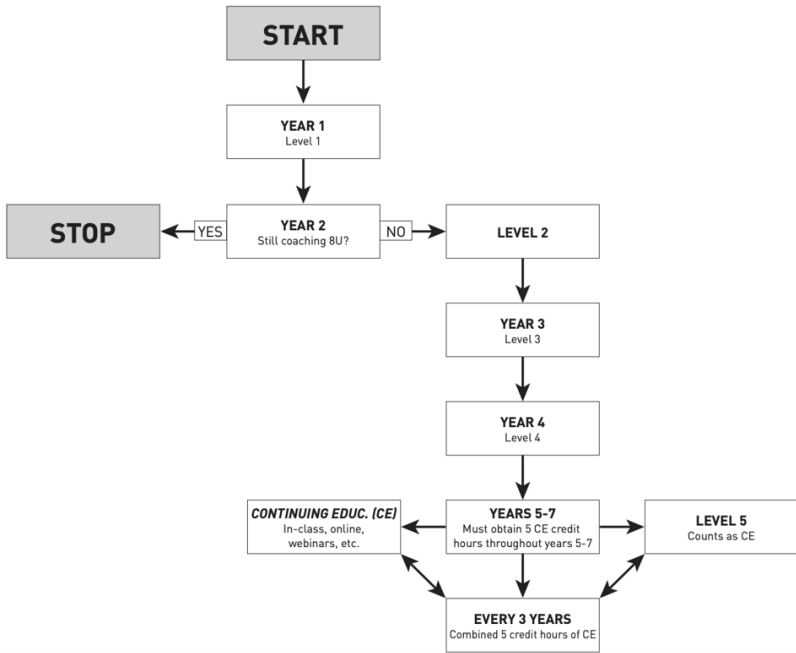 START
YEAR 1
Level 1
STOP
YES
YEAR 2
Still coaching 8U?
NO
LEVEL 2
YEAR 3
Level 3
YEAR 4
Level 4
CONTINUING EDUC. (CE)
In-class, online,
webinars, etc.
YEARS 5-7
Must obtain 5 CE credit
hours throughout years 5-7
LEVEL 5
Counts as CE
EVERY 3 YEARS
Combined 5 credit hours of CE